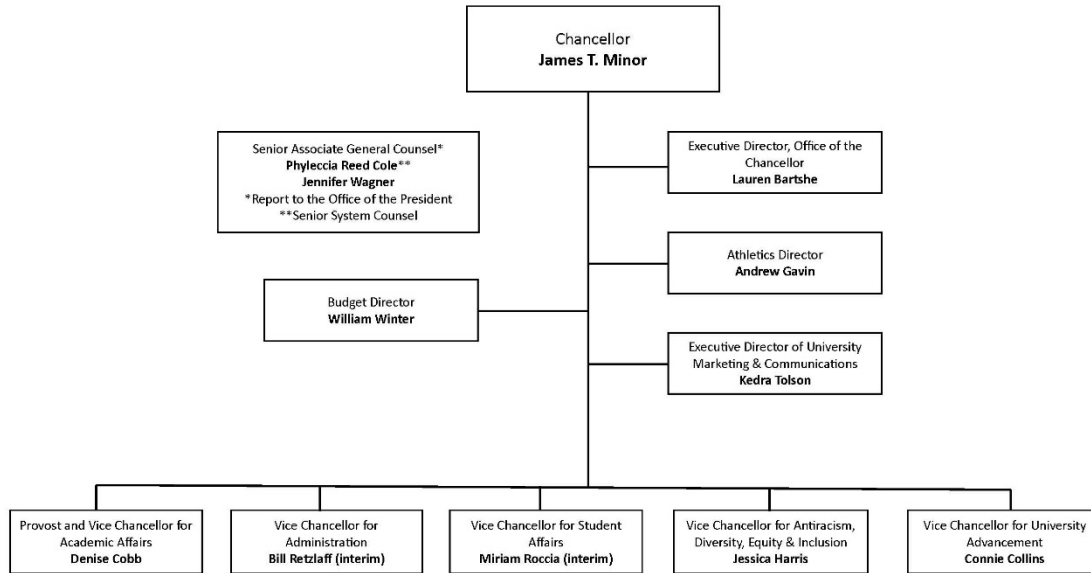 Chancellor
James T. Minor
Senior Associate General Counsel*
Phyleccia Reed Cole**
Jennifer Wagner
*Report to the Office of the President
**Senior System Counsel
Executive Director, Office of the
Chancellor
Lauren Bartshe
Athletics Director
Andrew Gavin
Budget Director
William Winter
Executive Director of University
Marketing & Communications
Kedra Tolson
Provost and Vice Chancellor for
Academic Affairs
Denise Cobb
Vice Chancellor for
Administration
Bill Retzlaff (interim)
Vice Chancellor for Student
Affairs
Miriam Roccia (interim)
Vice Chancellor for Antiracism,
Diversity, Equity & Inclusion
Jessica Harris
Vice Chancellor for University
Advancement
Connie Collins